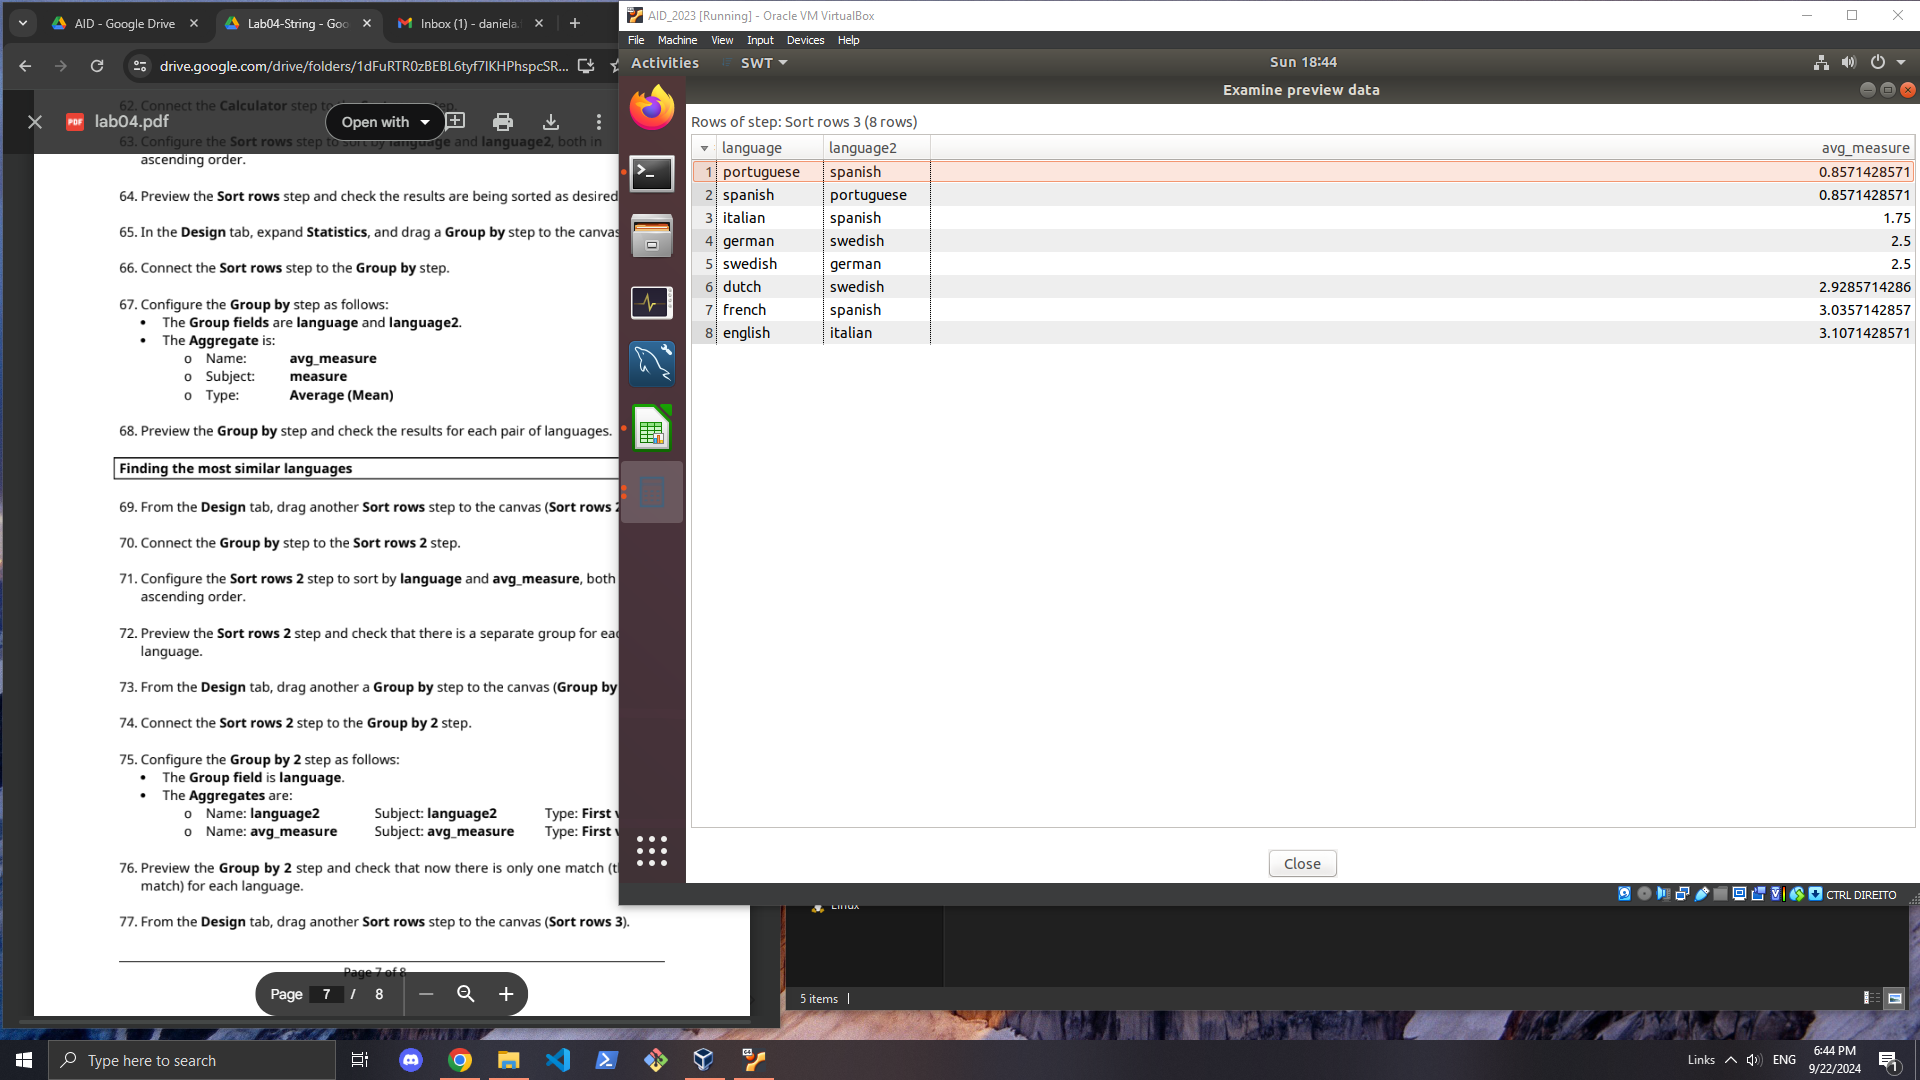 AID - Google Drive
Lab04-String - Goo
Inbox (1) - daniela.
drive.google.com/drive/folders/1dFuRTR0zBEBL6tyf7IKHPhspcSR...
62. Connect the Calculator step to
lab04.pdf
Open with
63. Configure the Sort rows step to sort by language and language2, both in
ascending order.
64. Preview the Sort rows step and check the results are being sorted as desired
65. In the Design tab, expand Statistics, and drag a Group by step to the canvas
66. Connect the Sort rows step to the Group by step.
67. Configure the Group by step as follows:
• The Group fields are language and language2.
• The Aggregate is:
o Name: avg_measure
o Subject: measure
o Type: Average (Mean)
68. Preview the Group by step and check the results for each pair of languages.
Finding the most similar languages
69. From the Design tab, drag another Sort rows step to the canvas (Sort rows 2
70. Connect the Group by step to the Sort rows 2 step.
71. Configure the Sort rows 2 step to sort by language and avg_measure, both
ascending order.
72. Preview the Sort rows 2 step and check that there is a separate group for eac
language.
73. From the Design tab, drag another a Group by step to the canvas (Group by
74. Connect the Sort rows 2 step to the Group by 2 step.
75. Configure the Group by 2 step as follows:
• The Group field is language.
• The Aggregates are:
o Name: language2 Subject: language2 Type: First v
o Name: avg_measure Subject: avg_measure Type: First v
76. Preview the Group by 2 step and check that now there is only one match (t
match) for each language.
77. From the Design tab, drag another Sort rows step to the canvas (Sort rows 3).
Page 7 of 8
Page 7 / 8
AID_2023 [Running] - Oracle VM VirtualBox
File Machine View Input Devices Help
Activities SWT Sun 18:44
Examine preview data
Rows of step: Sort rows 3 (8 rows)
language language2 avg_measure
1 portuguese spanish 0.8571428571
2 spanish portuguese 0.8571428571
3 italian spanish 1.75
4 german swedish 2.5
5 swedish german 2.5
6 dutch swedish 2.9285714286
7 french spanish 3.0357142857
8 english italian 3.1071428571
Close
CTRL DIREITO
Linux
5 items
Type here to search
Links
ENG
6:44 PM
9/22/2024
1